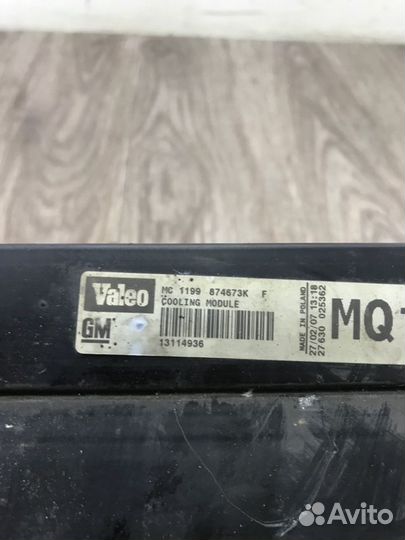 Valeo
MC 1199 874673K F
COOLING MODULE
GM
13114936
MADE IN POLAND
27/02/07 13:18
27630 025362
MQ
Avito